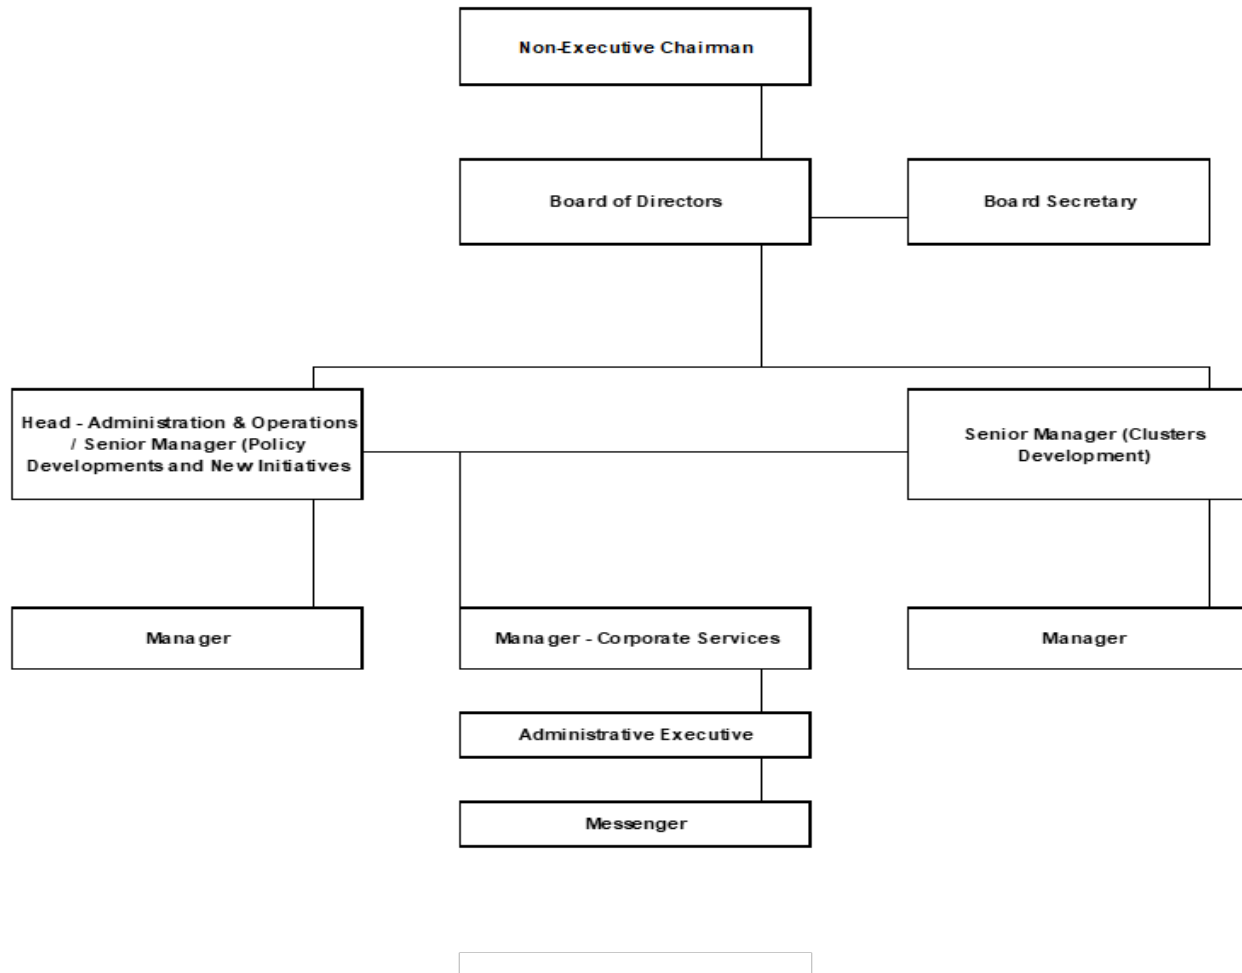 Non-Executive Chairman
Board of Directors
Board Secretary
Head - Administration & Operations
/ Senior Manager (Policy
Developments and New Initiatives
Senior Manager (Clusters
Development)
Manager
Manager - Corporate Services
Manager
Administrative Executive
Messenger